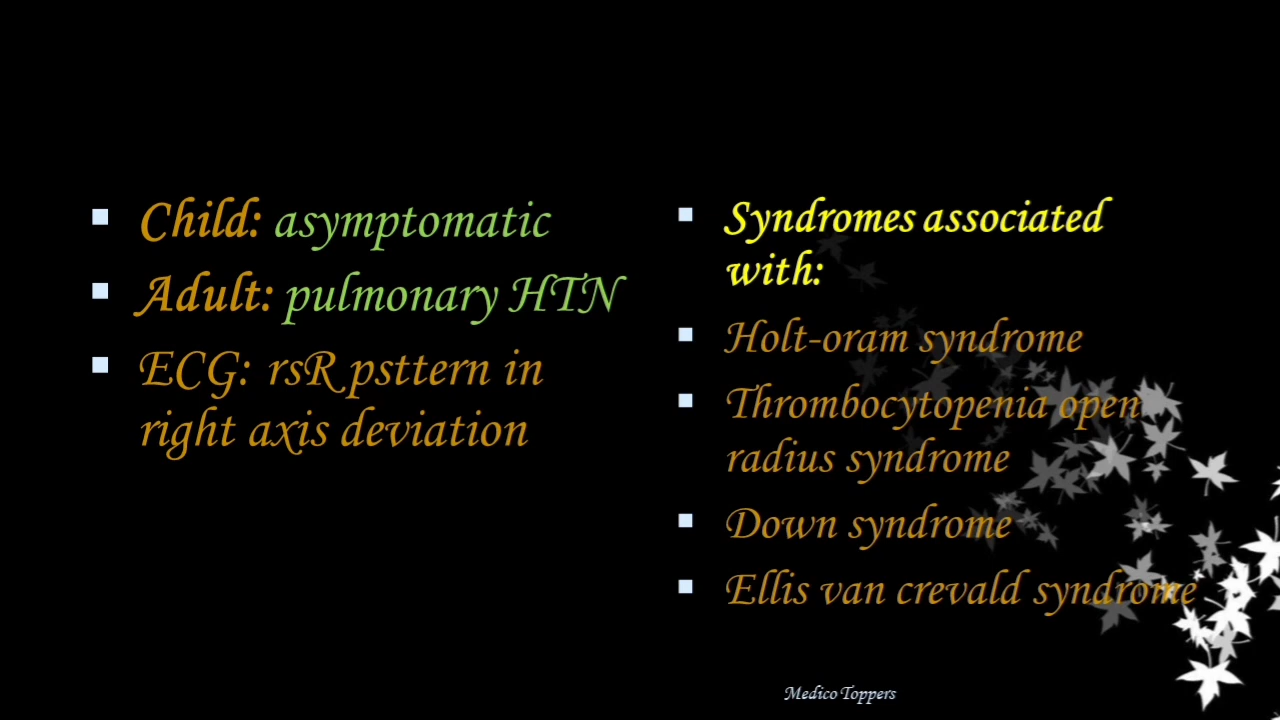 Child: asymptomatic
Adult: pulmonary HTN
ECG: rsR psttern in
right axis deviation
Syndromes associated
with:
Holt-oram syndrome
Thrombocytopenia open
radius syndrome
Down syndrome
Ellis van crevald syndrome
Medico Toppers